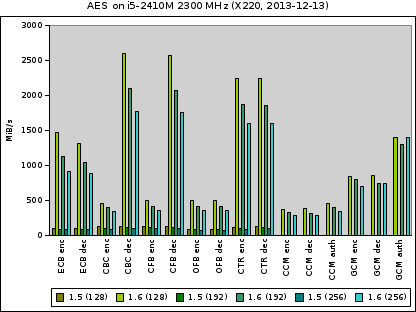 AES on i5-2410M 2300 MHz (X220, 2013-12-13)
3000
2500
2000
1500
1000
500
0
MiB/s
ECB enc
ECB dec
CBC enc
CBC dec
CFB enc
CFB dec
OFB enc
OFB dec
CTR enc
CTR dec
CCM enc
CCM dec
CCM auth
GCM enc
GCM dec
GCM auth
1.5 (128) 1.6 (128) 1.5 (192) 1.6 (192) 1.5 (256) 1.6 (256)